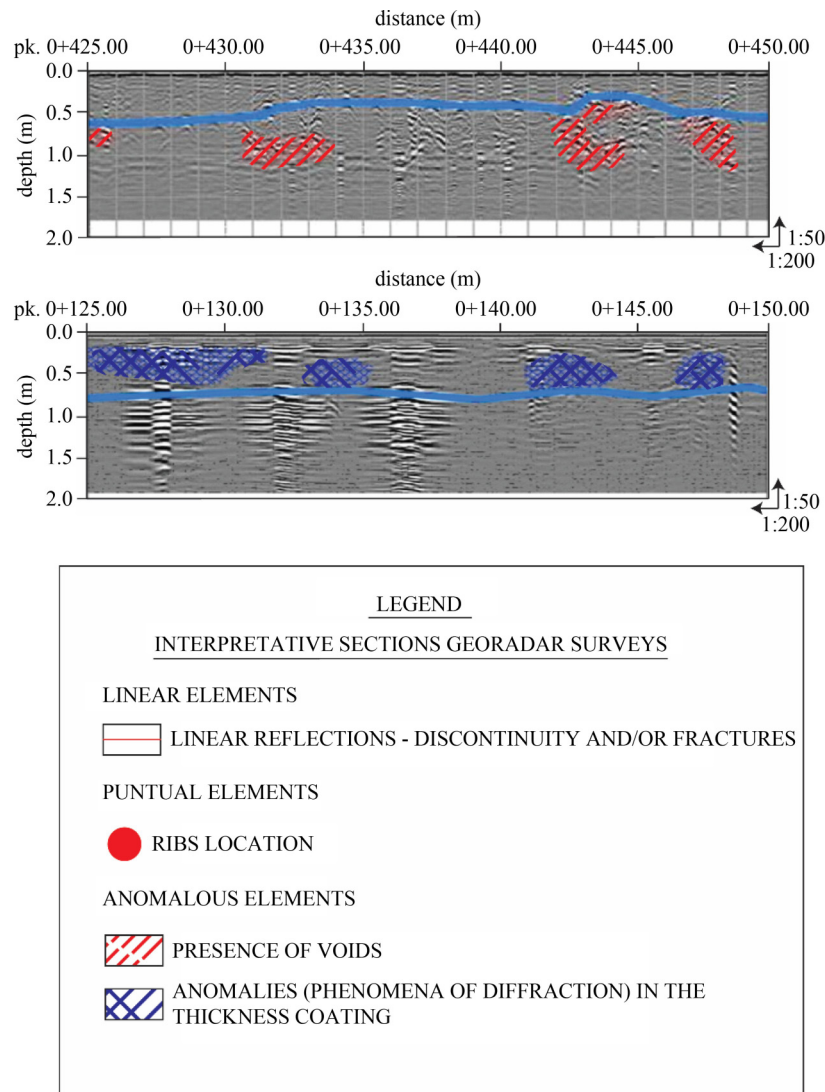 distance (m)
pk. 0+425.00 0+430.00 0+435.00 0+440.00 0+445.00 0+450.00
0.0
0.5
1.0
1.5
2.0
depth (m)
1:50
1:200
distance (m)
pk. 0+125.00 0+130.00 0+135.00 0+140.00 0+145.00 0+150.00
0.0
0.5
1.0
1.5
2.0
depth (m)
1:50
1:200
LEGEND
INTERPRETATIVE SECTIONS GEORADAR SURVEYS
LINEAR ELEMENTS
LINEAR REFLECTIONS - DISCONTINUITY AND/OR FRACTURES
PUNTUAL ELEMENTS
RIBS LOCATION
ANOMALOUS ELEMENTS
PRESENCE OF VOIDS
ANOMALIES (PHENOMENA OF DIFFRACTION) IN THE
THICKNESS COATING